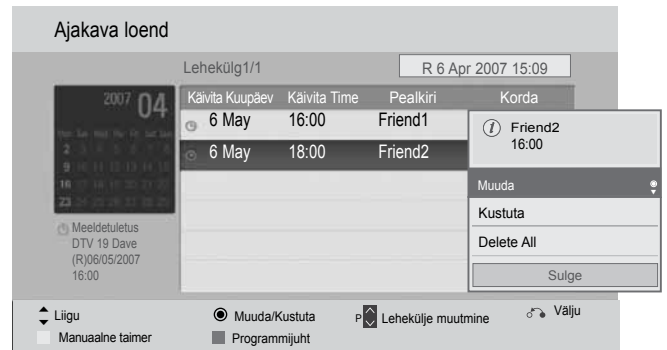 Ajakava loend
Lehekülg1/1
R 6 Apr 2007 15:09
2007 04
Käivita Kuupäev Käivita Time Pealkiri Korda
6 May 16:00 Friend1
6 May 18:00 Friend2
Friend2
16:00
Muuda
Kustuta
Delete All
Sulge
Meeldetuletus
DTV 19 Dave
(R)06/05/2007
16:00
Liigu
Muuda/Kustuta
P Lehekülje muutmine
Välju
Manuaalne taimer
Programmijuht